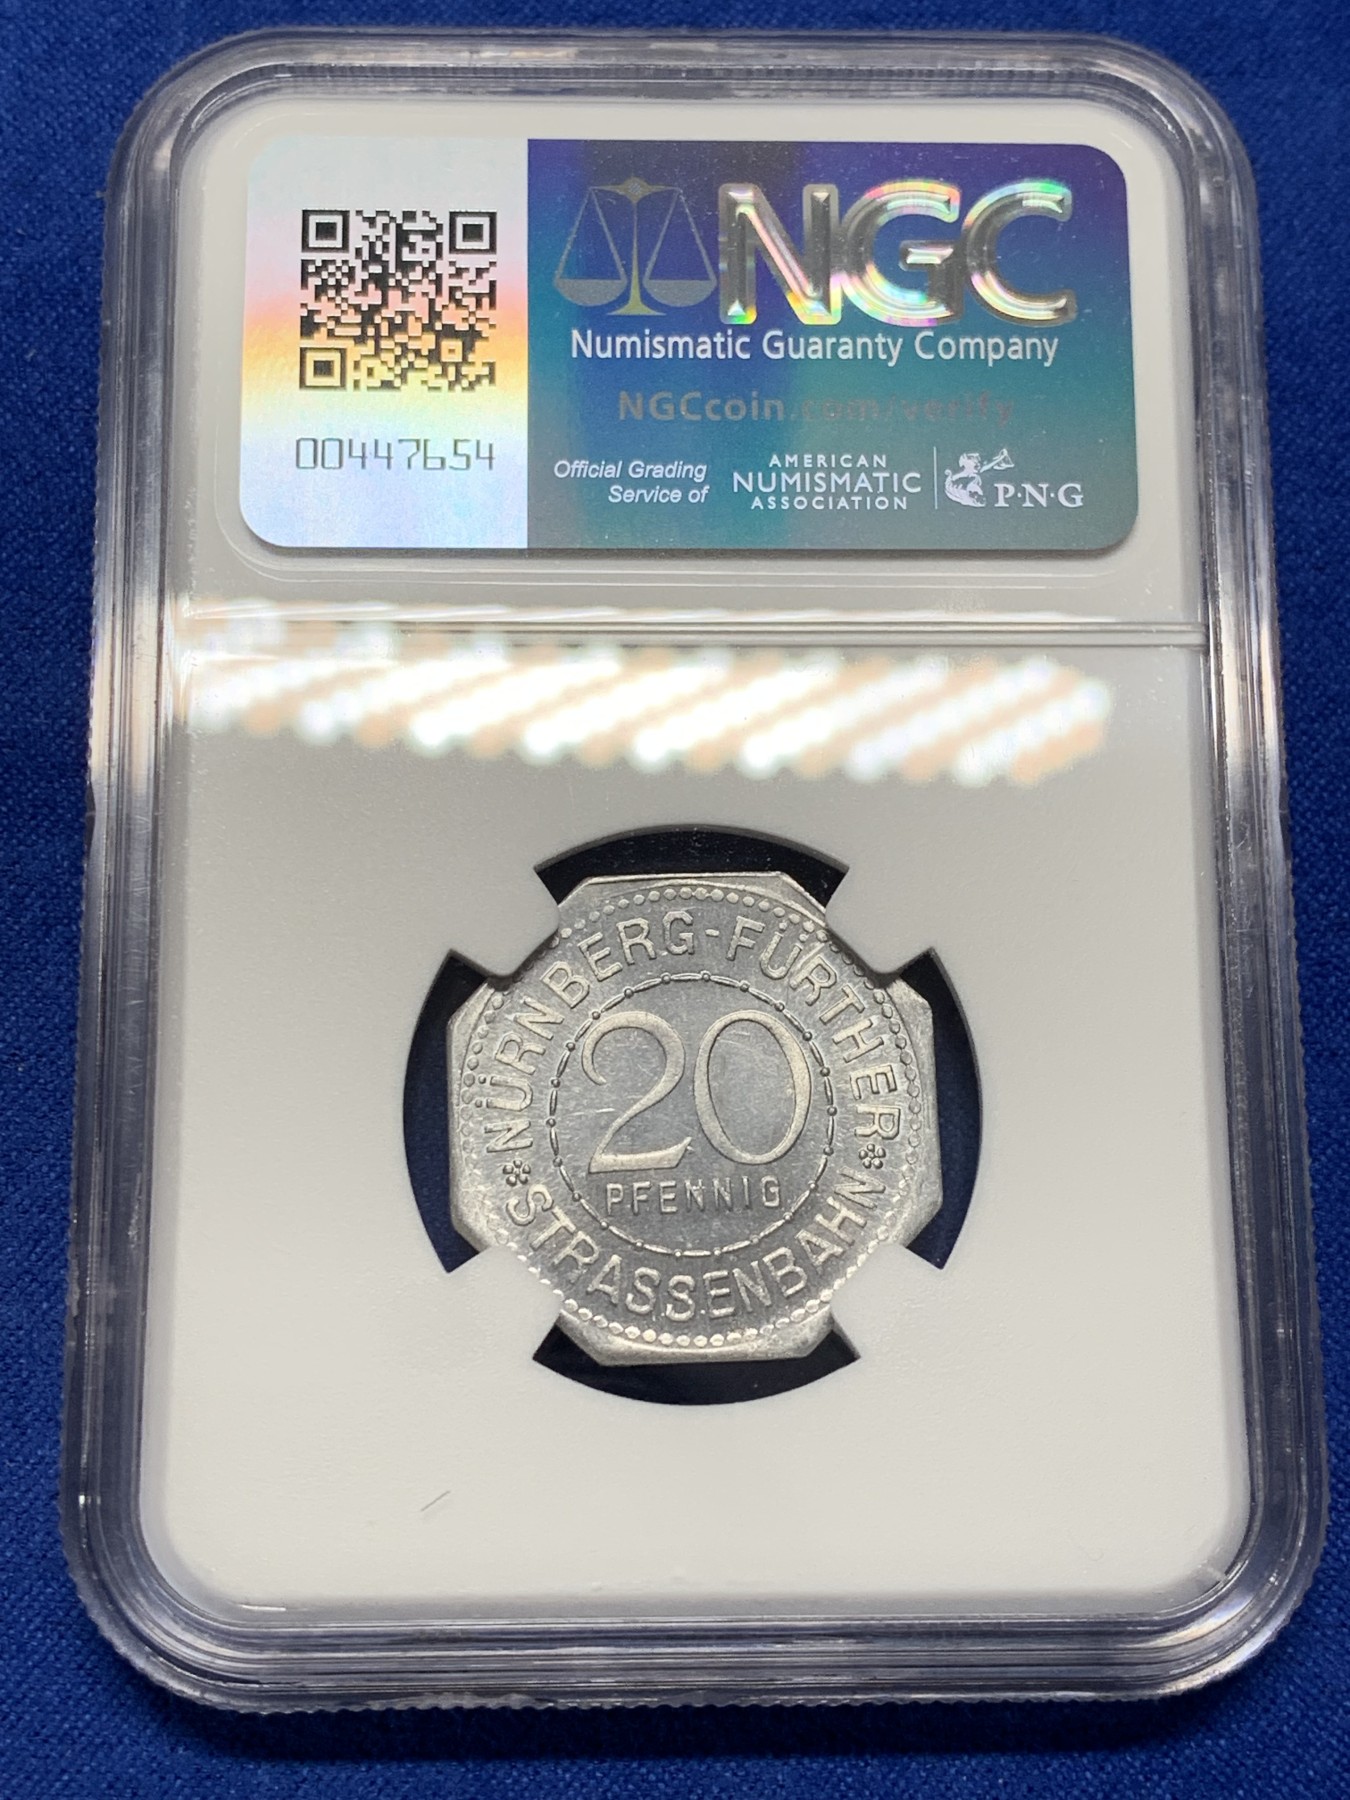 NGC
Numismatic Guaranty Company
NGCcoin.com/verify
00447654
Official Grading
Service of
AMERICAN
NUMISMATIC
ASSOCIATION
P·N·G
NÜRNBERG-FÜRTHER
20
PFENNIG
STRASSENBAHN